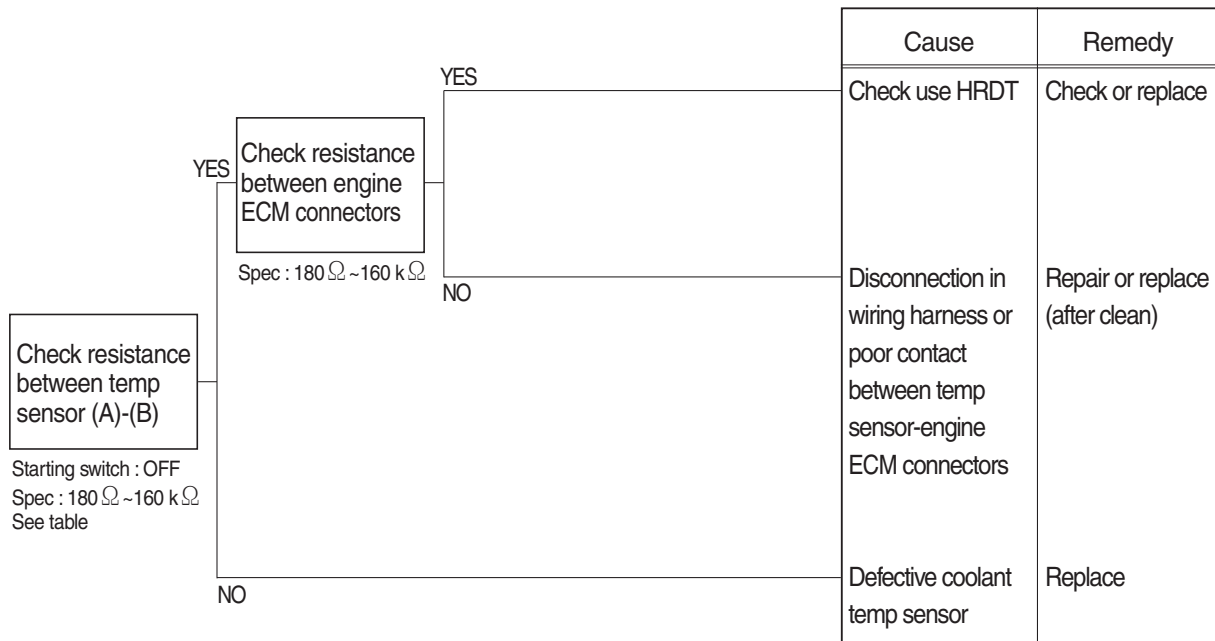 Cause
Remedy
YES
Check use HRDT
Check or replace
YES
Check resistance
between engine
ECM connectors
Spec : 180 Ω ~160 k Ω
NO
Disconnection in
wiring harness or
poor contact
between temp
sensor-engine
ECM connectors
Repair or replace
(after clean)
Check resistance
between temp
sensor (A)-(B)
Starting switch : OFF
Spec : 180 Ω ~160 k Ω
See table
NO
Defective coolant
temp sensor
Replace